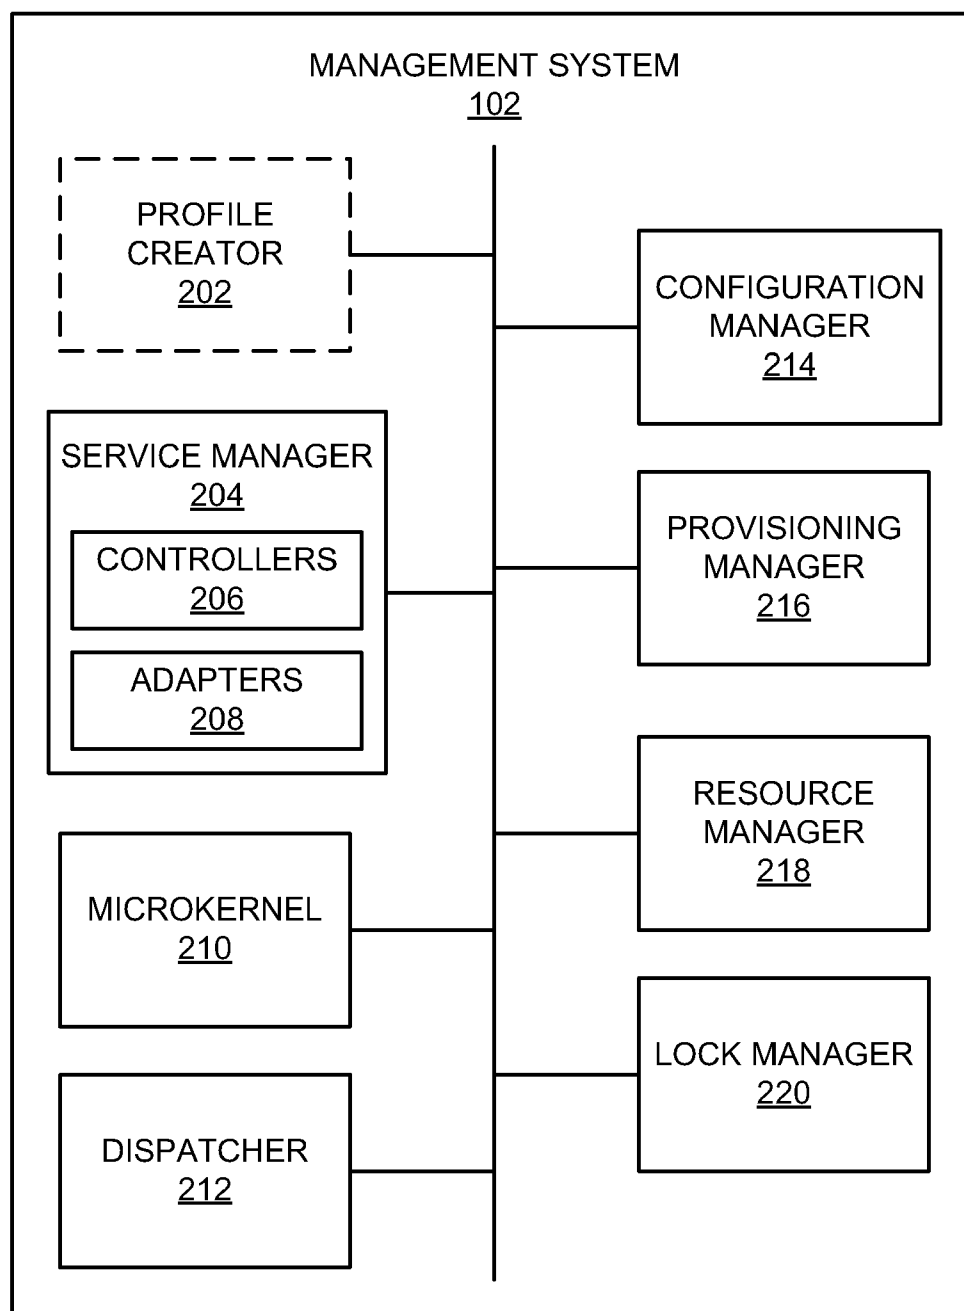 MANAGEMENT SYSTEM
102
PROFILE
CREATOR
202
SERVICE MANAGER
204
CONTROLLERS
206
ADAPTERS
208
MICROKERNEL
210
DISPATCHER
212
CONFIGURATION
MANAGER
214
PROVISIONING
MANAGER
216
RESOURCE
MANAGER
218
LOCK MANAGER
220